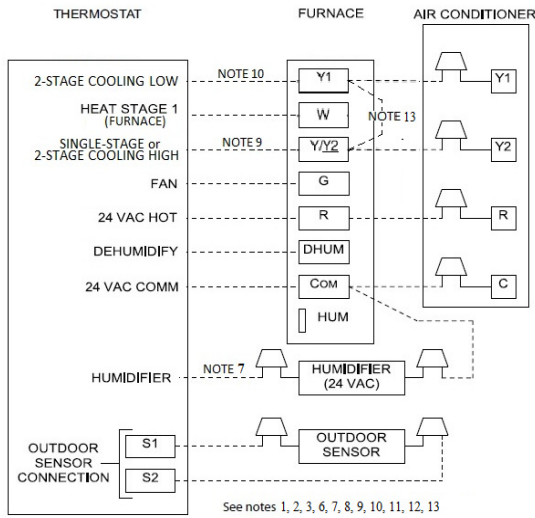 THERMOSTAT FURNACE AIR CONDITIONER
2-STAGE COOLING LOW NOTE 10 Y1 Y1
HEAT STAGE 1 W NOTE 13
(FURNACE)
SINGLE-STAGE or NOTE 9 Y/Y2 Y2
2-STAGE COOLING HIGH
FAN G
24 VAC HOT R R
DEHUMIDIFY DHUM
24 VAC COMM COM C
HUM
HUMIDIFIER NOTE 7 HUMIDIFIER
(24 VAC)
OUTDOOR S1 OUTDOOR
SENSOR SENSOR
CONNECTION S2
See notes 1, 2, 3, 6, 7, 8, 9, 10, 11, 12, 13